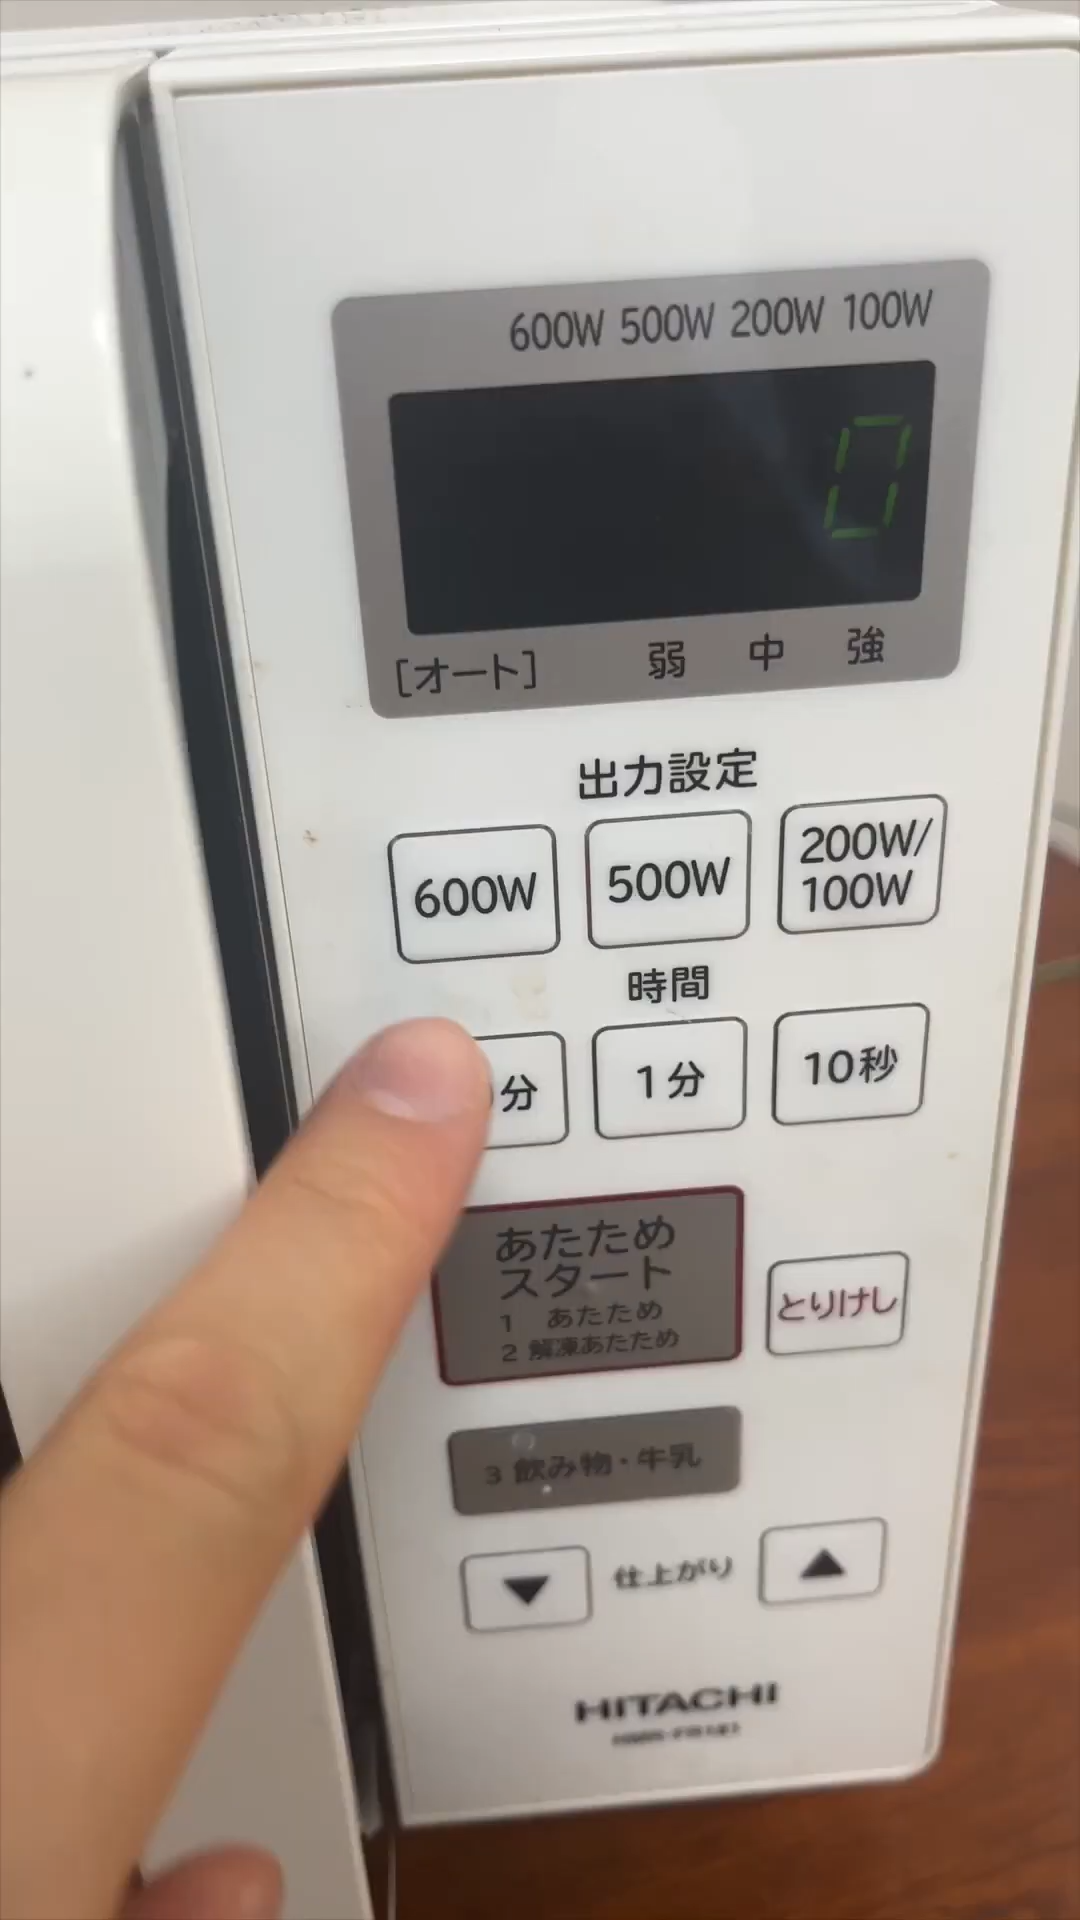 600W 500W 200W 100W
0
[オート] 弱 中 強
出力設定
600W 500W 200W/100W
時間
分 1分 10秒
あたため
スタート
1 あたため
2 解凍あたため
とりけし
3 飲み物・牛乳
▼ 仕上がり ▲
HITACHI